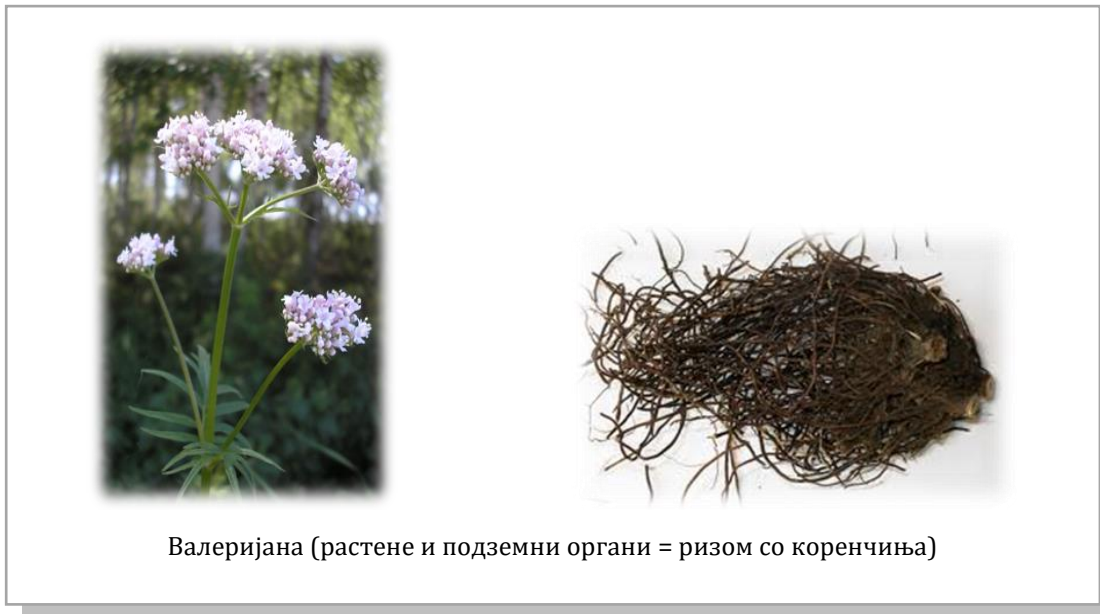 Валеријана (растене и подземни органи = ризом со коренчиња)